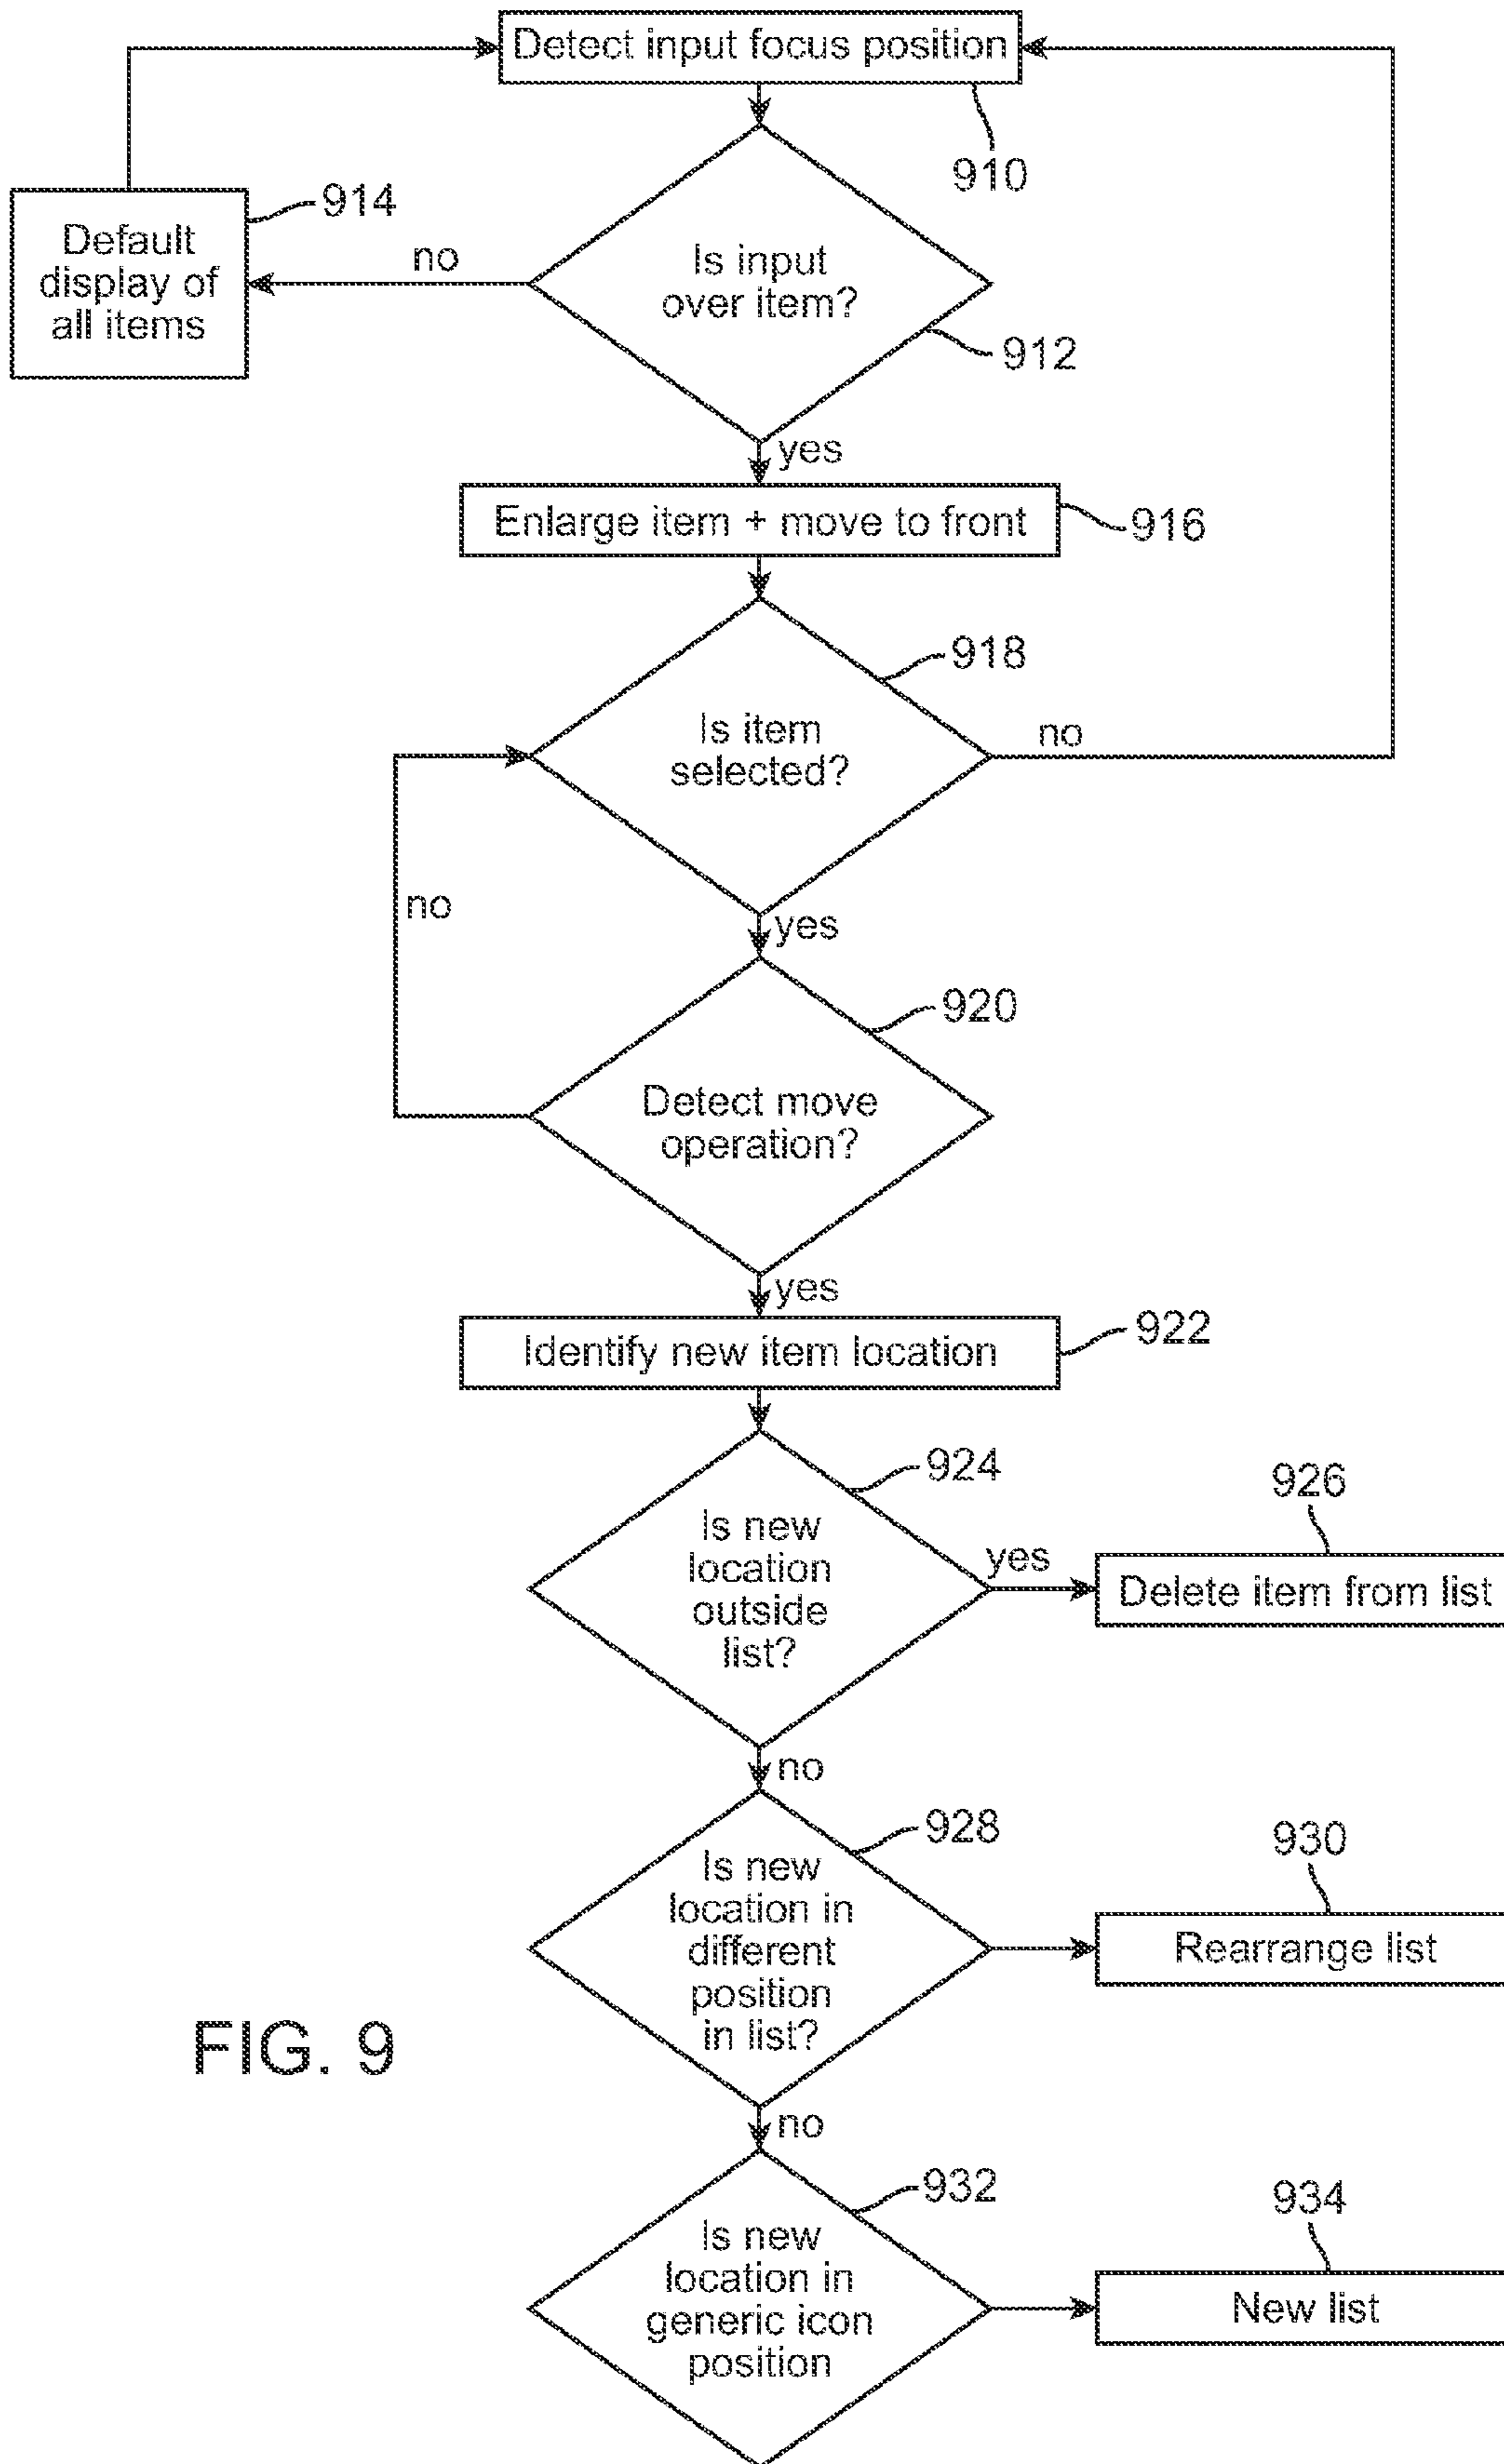 Detect input focus position
910
914
Default
display of
all items
no
Is input
over item?
912
yes
Enlarge item + move to front
916
918
Is item
selected?
no
no
yes
920
Detect move
operation?
yes
Identify new item location
922
924
926
Is new
location
outside
list?
yes
Delete item from list
no
928
930
Is new
location in
different
position
in list?
Rearrange list
FIG. 9
no
932
934
Is new
location in
generic icon
position
New list